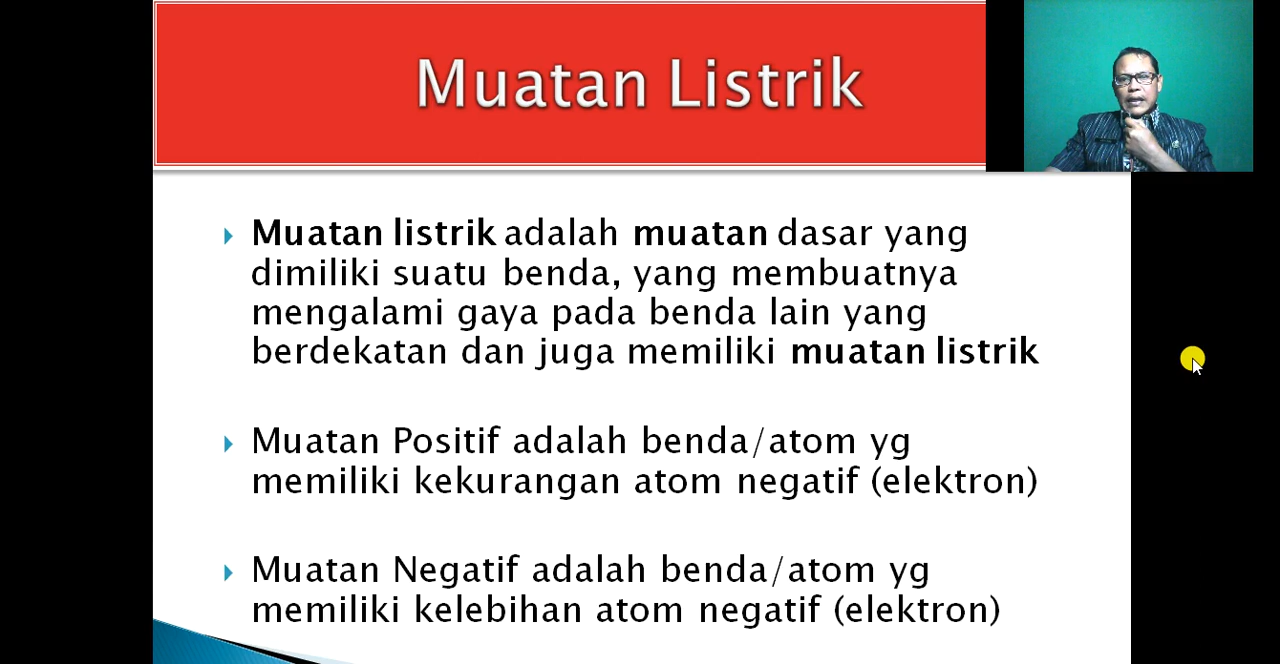 Muatan Listrik
Muatan listrik adalah muatan dasar yang
dimiliki suatu benda, yang membuatnya
mengalami gaya pada benda lain yang
berdekatan dan juga memiliki muatan listrik
Muatan Positif adalah benda/atom yg
memiliki kekurangan atom negatif (elektron)
Muatan Negatif adalah benda/atom yg
memiliki kelebihan atom negatif (elektron)